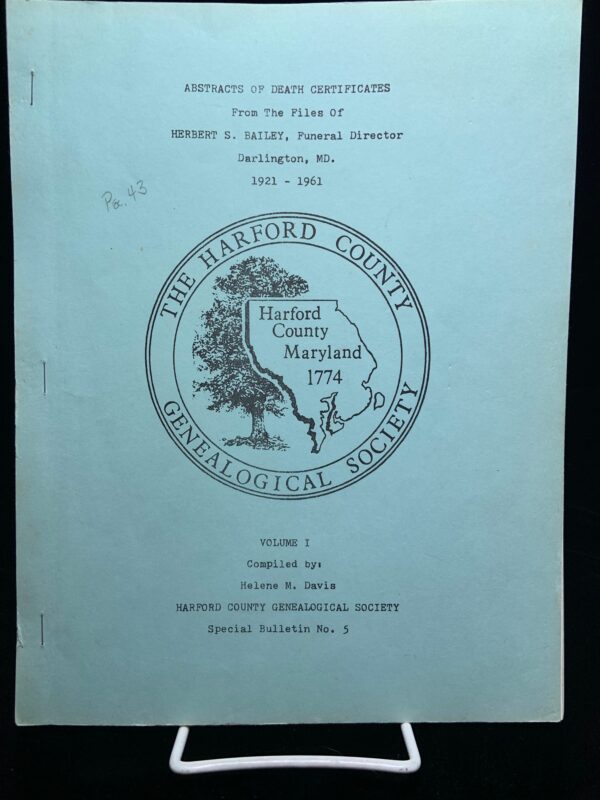 ABSTRACTS OF DEATH CERTIFICATES
From The Files Of
HERBERT S. BAILEY, Funeral Director
Darlington, MD.
1921 - 1961
Pg. 43
THE HARFORD COUNTY
Harford
County
Maryland
1774
GENEALOGICAL SOCIETY
VOLUME I
Compiled by:
Helene M. Davis
HARFORD COUNTY GENEALOGICAL SOCIETY
Special Bulletin No. 5